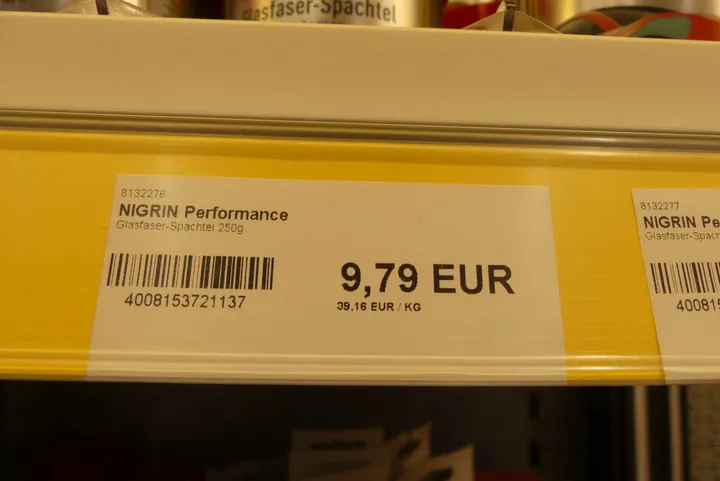 Glasfaser-Spachtel
8132276
NIGRIN Performance
Glasfaser-Spachtel 250g
4008153721137
9,79 EUR
39,16 EUR / KG
8132277
NIGRIN Pe
Glasfaser-Spach
40081